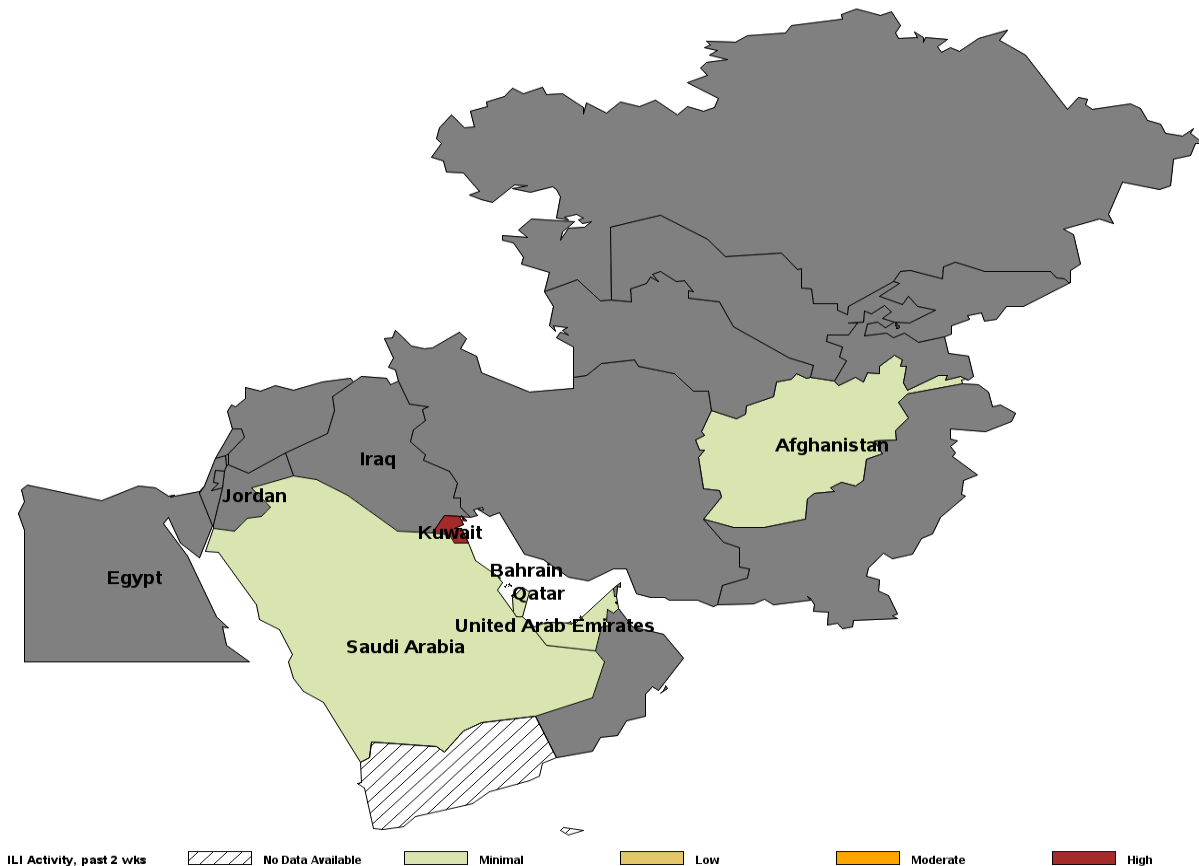 Afghanistan
Iraq
Jordan
Kuwait
Bahrain
Egypt
Qatar
United Arab Emirates
Saudi Arabia
ILI Activity, past 2 wks No Data Available Minimal Low Moderate High